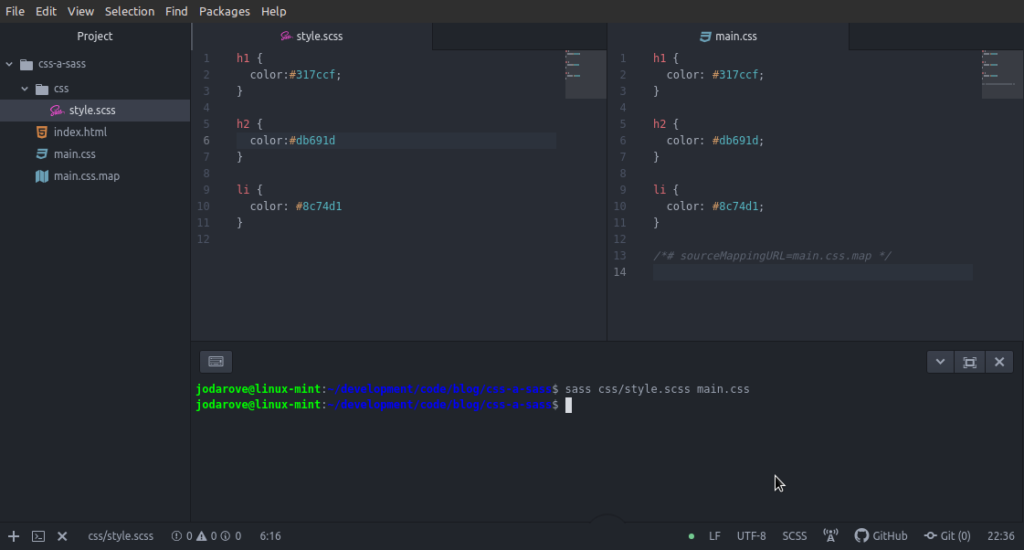 File Edit View Selection Find Packages Help
Project
css-a-sass
css
style.scss
index.html
main.css
main.css.map
style.scss
1 h1 {
2 color:#317ccf;
3 }
4
5 h2 {
6 color:#db691d
7 }
8
9 li {
10 color: #8c74d1
11 }
12
main.css
1 h1 {
2 color: #317ccf;
3 }
4
5 h2 {
6 color: #db691d;
7 }
8
9 li {
10 color: #8c74d1;
11 }
12
13 /*# sourceMappingURL=main.css.map */
14
jodarove@linux-mint:~/development/code/blog/css-a-sass$ sass css/style.scss main.css
jodarove@linux-mint:~/development/code/blog/css-a-sass$
css/style.scss 0 0 0 6:16 LF UTF-8 SCSS GitHub Git (0) 22:36